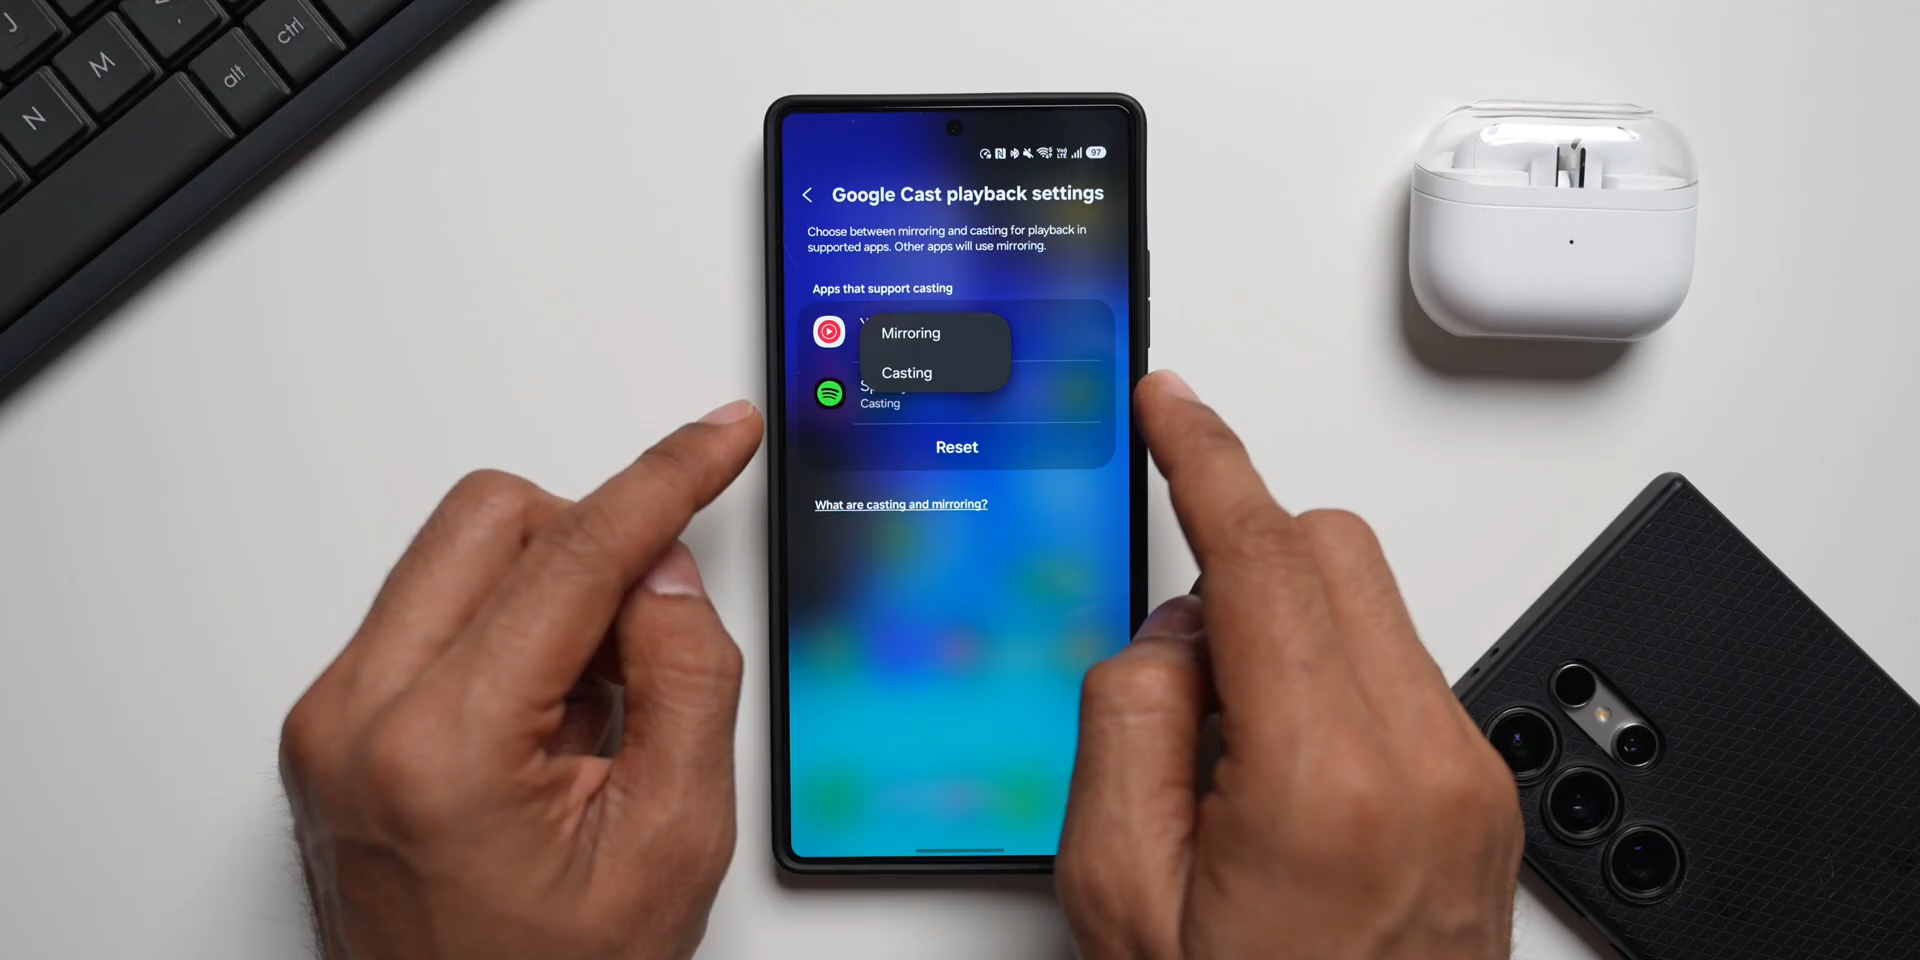 J
N
M
alt
ctrl
97
Google Cast playback settings
Choose between mirroring and casting for playback in
supported apps. Other apps will use mirroring.
Apps that support casting
Mirroring
Casting
Casting
Reset
What are casting and mirroring?